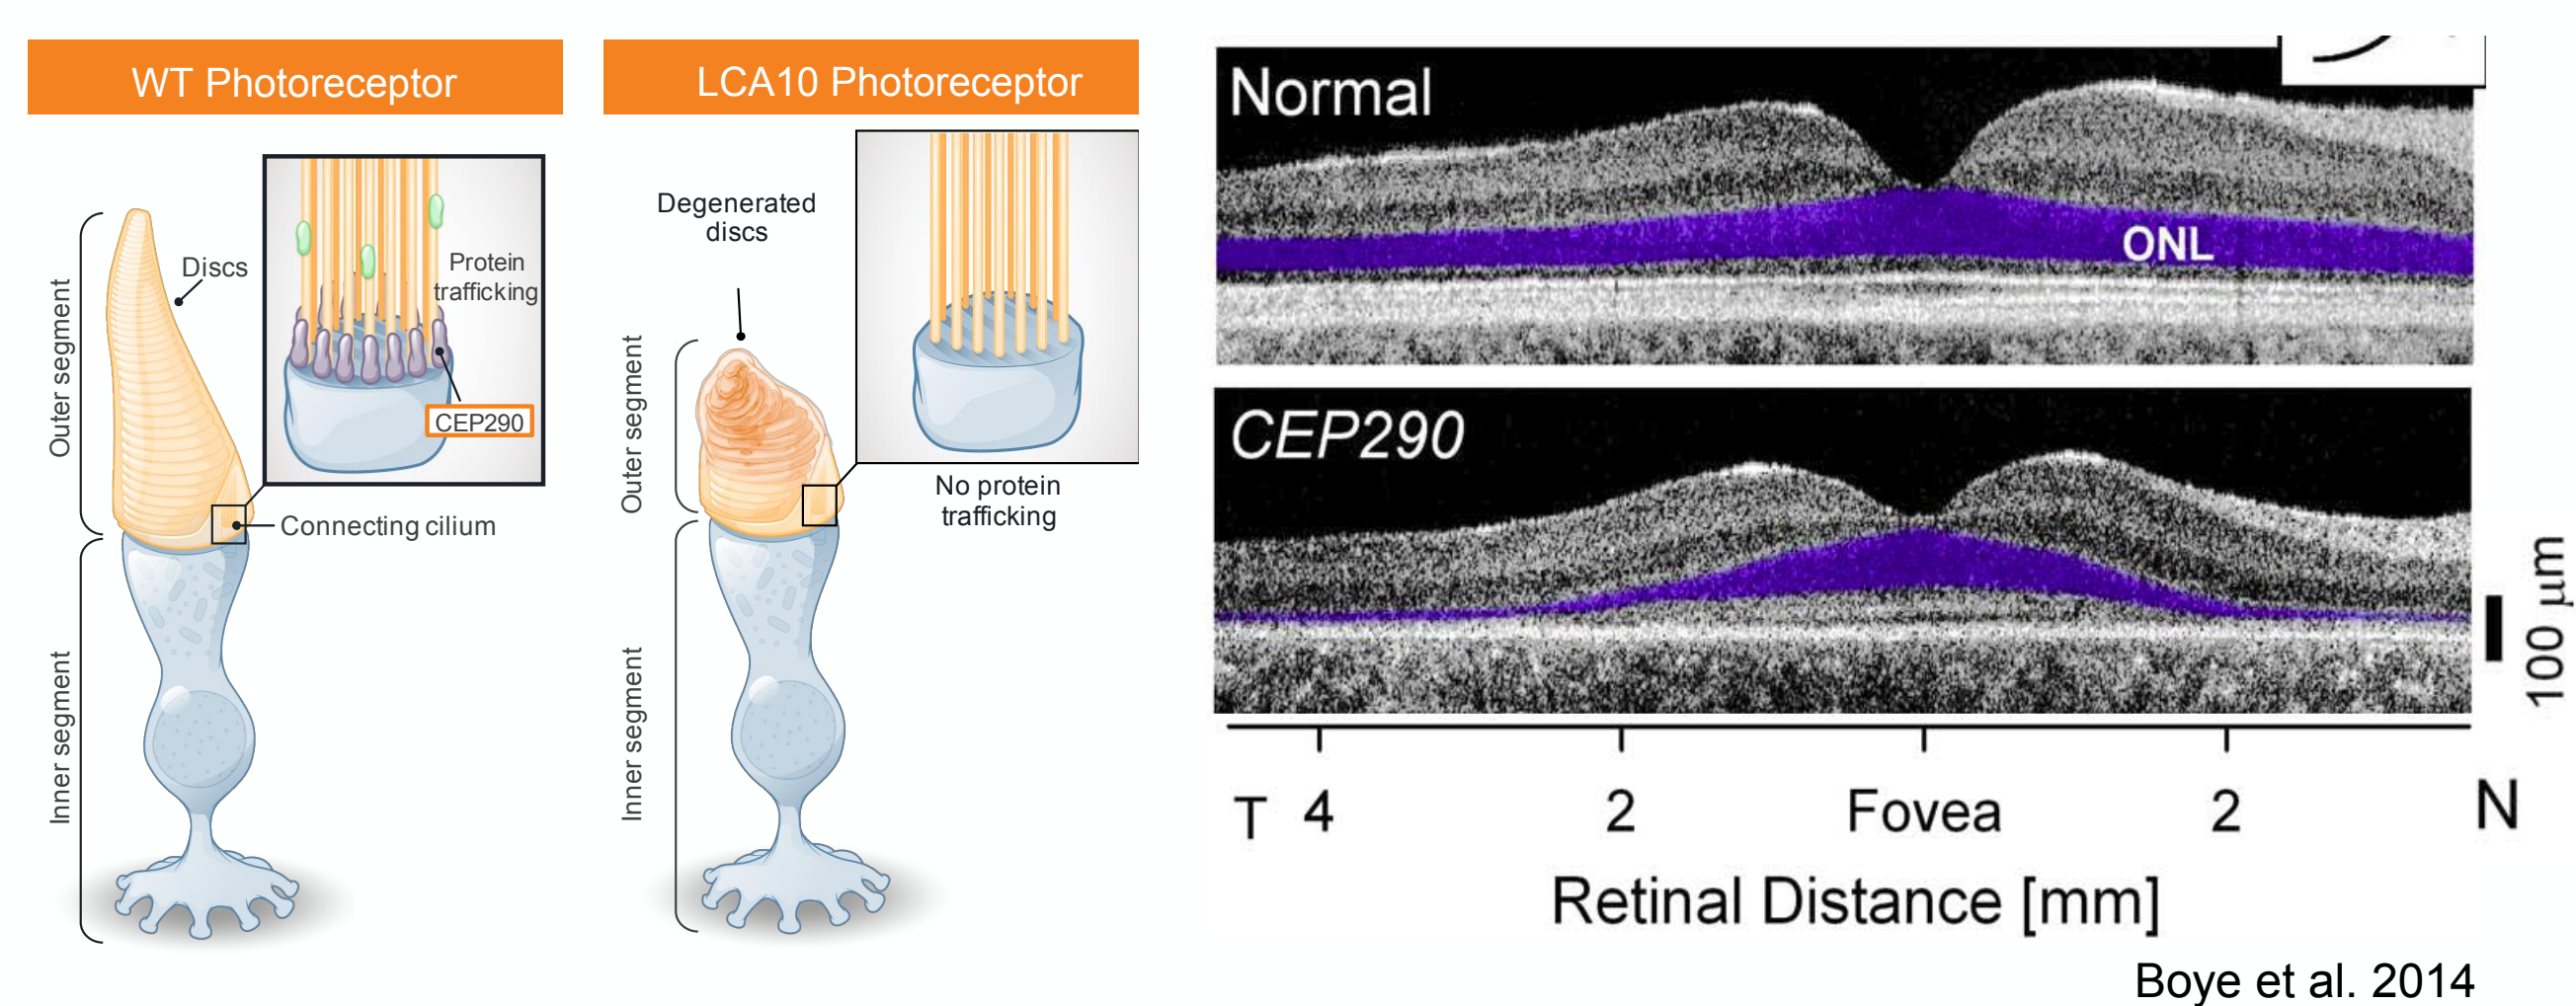 WT Photoreceptor
Outer segment
Discs
Protein
trafficking
CEP290
Connecting cilium
Inner segment
LCA10 Photoreceptor
Degenerated
discs
Outer segment
No protein
trafficking
Inner segment
Normal
ONL
CEP290
100 μm
T 4 2 Fovea 2 N
Retinal Distance [mm]
Boye et al. 2014